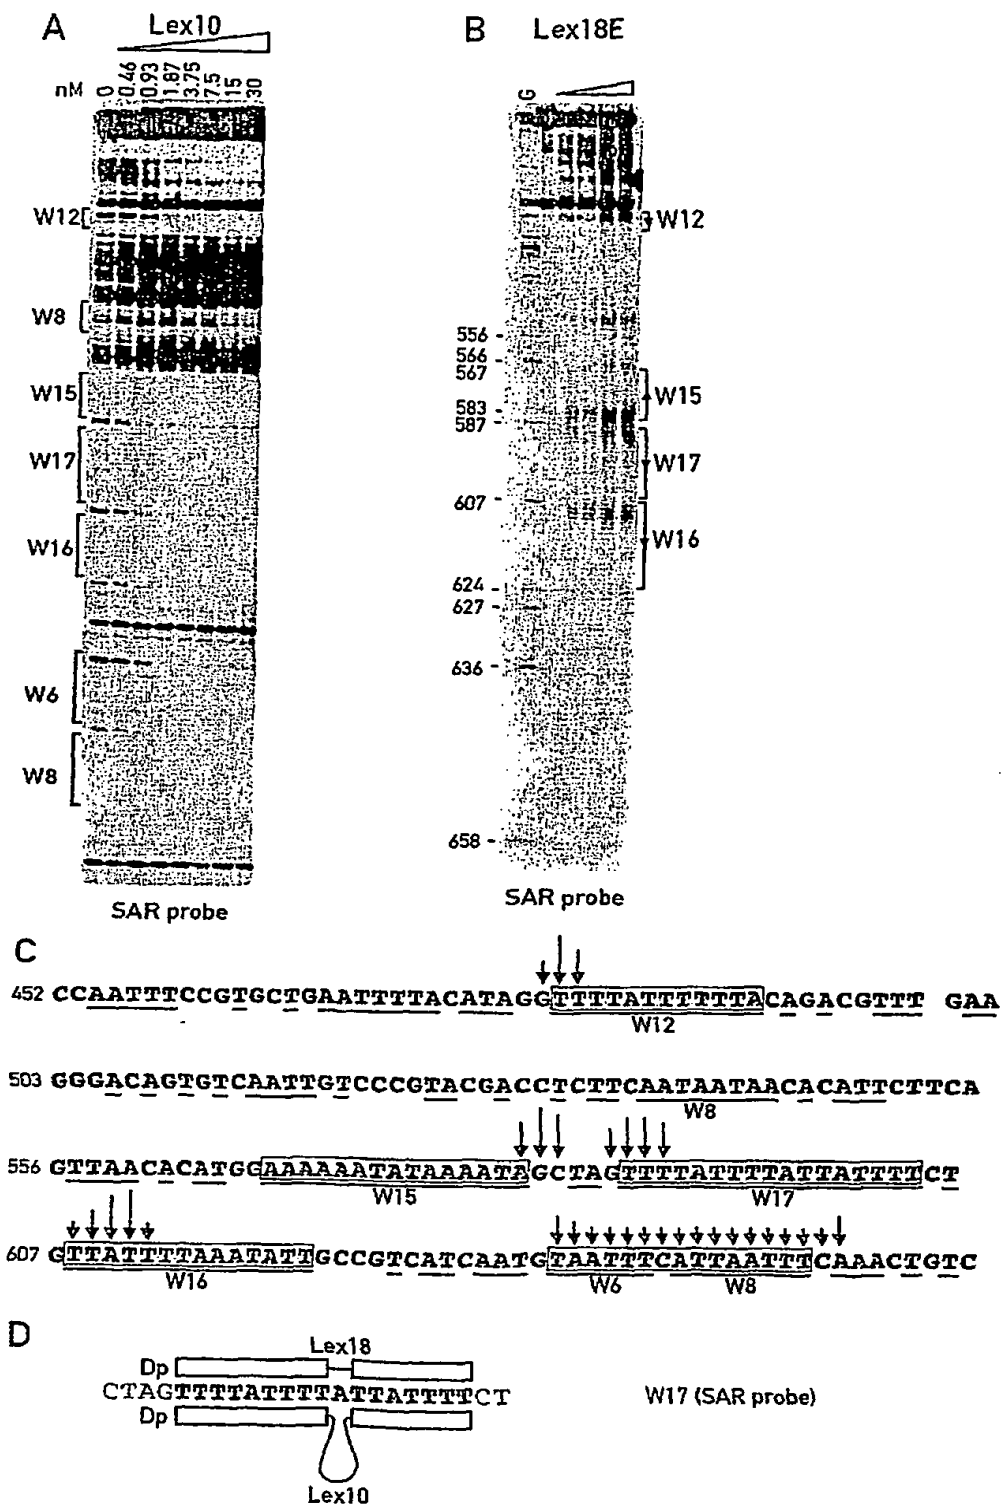 A
Lex10
nM
0
0.46
0.93
1.87
3.75
7.5
15
30
W12
W8
W15
W17
W16
W6
W8
SAR probe
B
Lex18E
G
556
566
567
583
587
607
624
627
636
658
W12
W15
W17
W16
SAR probe
C
452 CCAATTTCCGTGCTGAATTTTACATAGGTTTTATTTTTTACAGACGTTT GAA
W12
503 GGGACAGTGTCAATTGTCCCGTACGACCTCTTCAATAATAACACATTCTTCA
W8
556 GTTAACACATGGAAAAAATATAAAATAGCTAGTTTTATTTTATTATTTTCT
W15 W17
607 GTTATTTTAAATATTGCCGTCATCAATGTAATTTCATTAATTTCAAACTGTC
W16 W6 W8
D
Lex18
Dp
CTAGTTTTATTTTATTATTTTCT
W17 (SAR probe)
Dp
Lex10